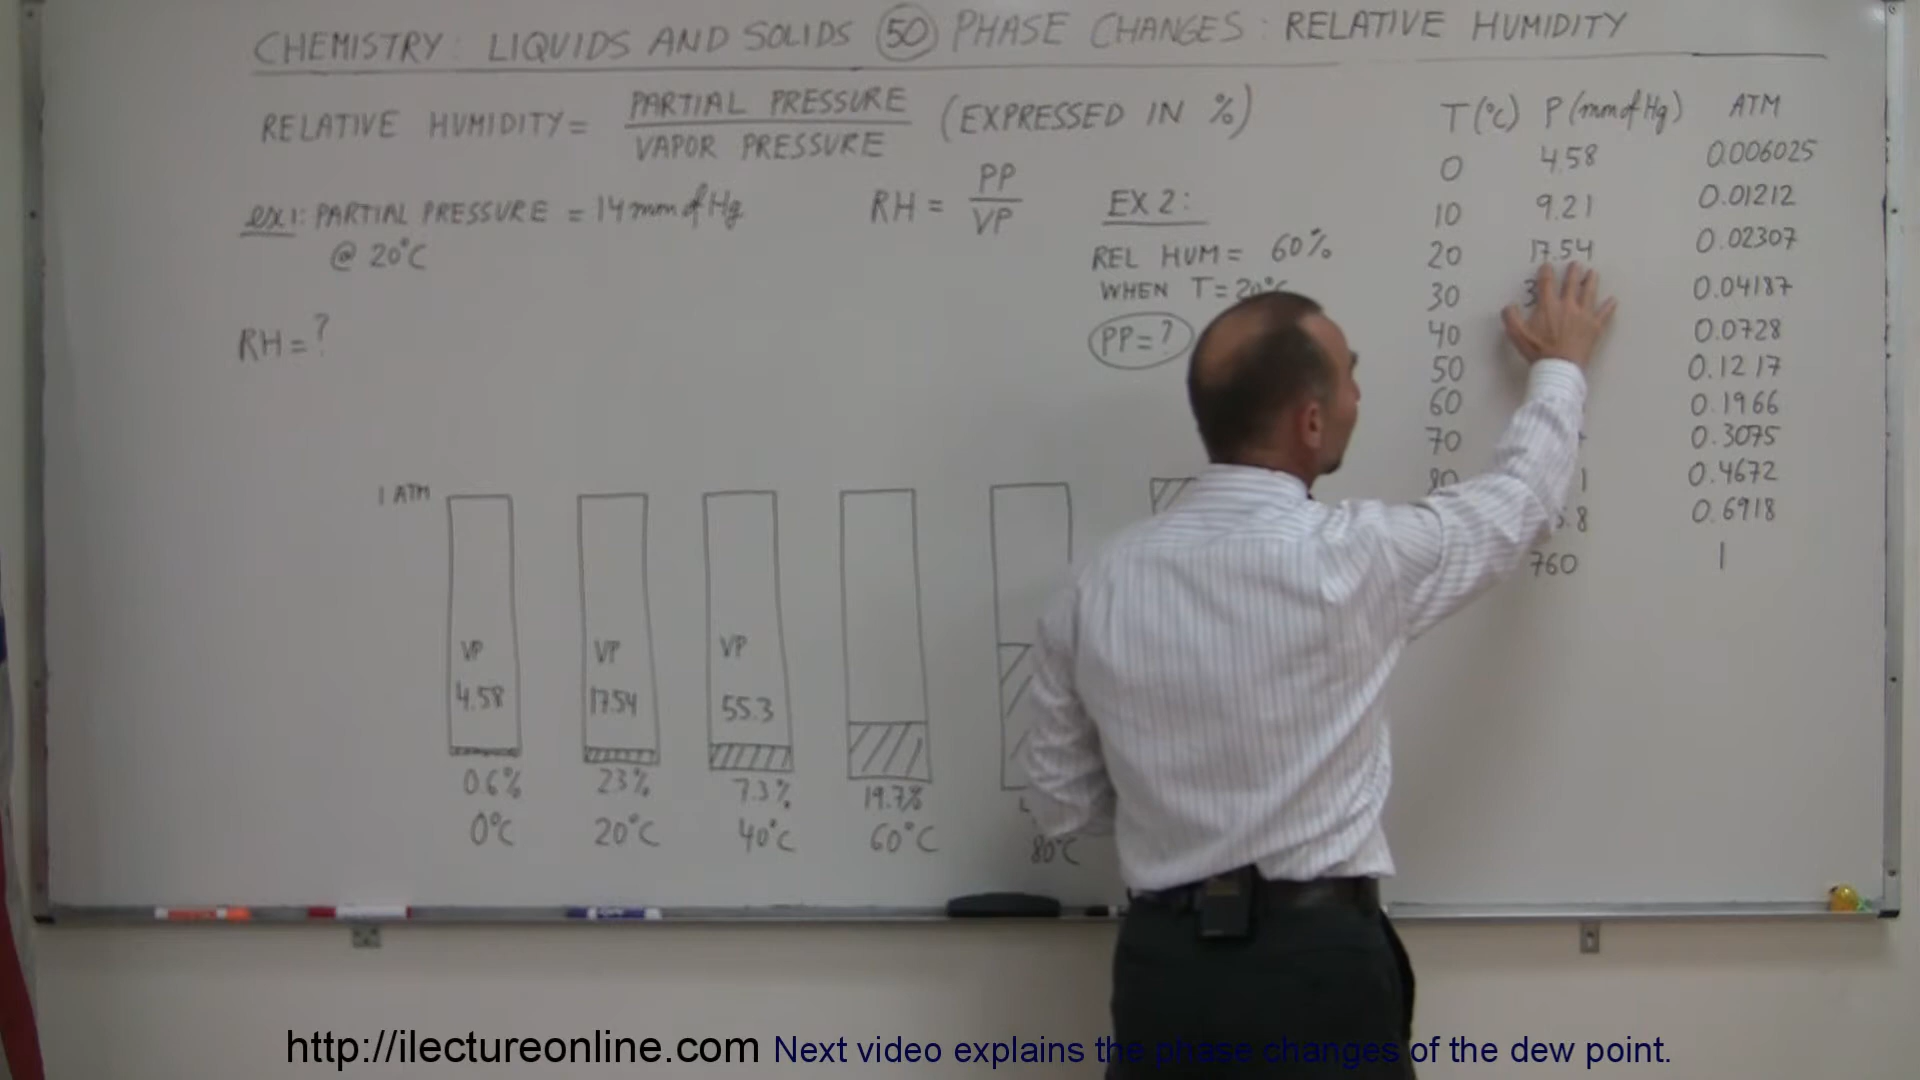 CHEMISTRY: LIQUIDS AND SOLIDS 50 PHASE CHANGES: RELATIVE HUMIDITY
RELATIVE HUMIDITY = PARTIAL PRESSURE / VAPOR PRESSURE (EXPRESSED IN %)
ex1: PARTIAL PRESSURE = 14 mm of Hg
@ 20°C
RH = ?
RH = PP / VP
EX 2:
REL HUM = 60%
WHEN T = 20°C
PP = ?
T(°C) P(mm of Hg) ATM
0 4.58 0.006025
10 9.21 0.01212
20 17.54 0.02307
30 0.04187
40 0.0728
50 0.1217
60 0.1966
70 0.3075
80 0.4672
0.6918
760 1
1 ATM
VP VP VP
4.58 17.54 55.3
0.6% 23% 7.3% 19.7%
0°C 20°C 40°C 60°C 80°C
http://ilectureonline.com Next video explains the phase changes of the dew point.